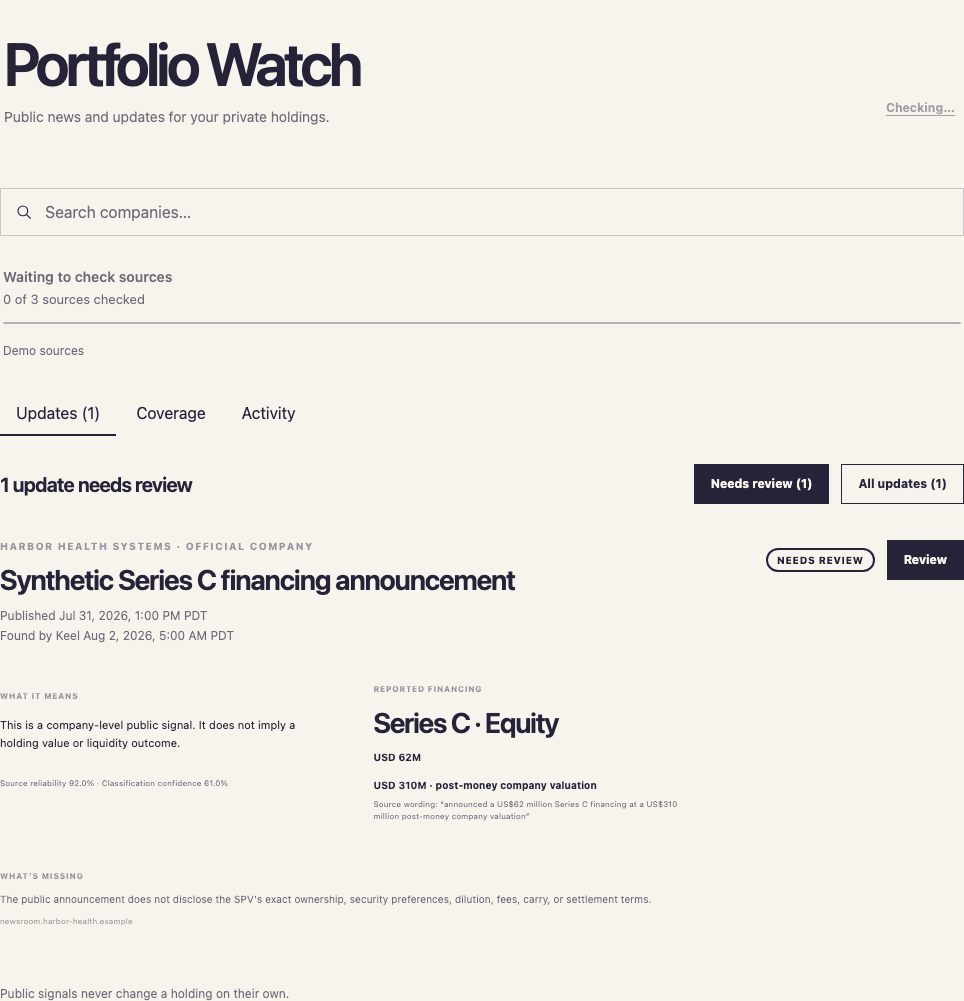 Portfolio Watch
Public news and updates for your private holdings.
Checking...
Search companies...
Waiting to check sources
0 of 3 sources checked
Demo sources
Updates (1)
Coverage
Activity
1 update needs review
Needs review (1)
All updates (1)
HARBOR HEALTH SYSTEMS · OFFICIAL COMPANY
NEEDS REVIEW
Review
Synthetic Series C financing announcement
Published Jul 31, 2026, 1:00 PM PDT
Found by Keel Aug 2, 2026, 5:00 AM PDT
WHAT IT MEANS
This is a company-level public signal. It does not imply a
holding value or liquidity outcome.
Source reliability 92.0% · Classification confidence 61.0%
REPORTED FINANCING
Series C · Equity
USD 62M
USD 310M · post-money company valuation
Source wording: “announced a US$62 million Series C financing at a US$310
million post-money company valuation”
WHAT'S MISSING
The public announcement does not disclose the SPV's exact ownership, security preferences, dilution, fees, carry, or settlement terms.
newsroom.harbor-health.example
Public signals never change a holding on their own.